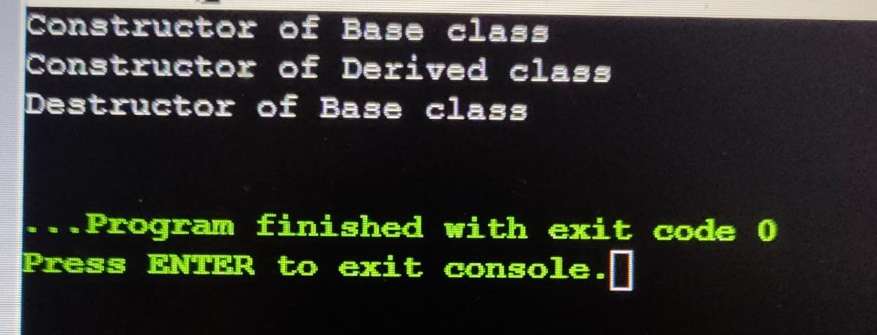 Constructor of Base class
Constructor of Derived class
Destructor of Base class
...Program finished with exit code 0
Press ENTER to exit console.